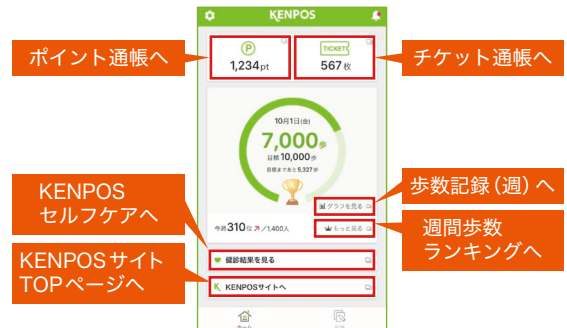 KENPOS
ポイント通帳へ
P
1,234pt
TICKET
567枚
チケット通帳へ
10月1日(金)
7,000歩
目標 10,000歩
目標まであと5,327歩
グラフを見る
歩数記録(週)へ
今週310位 / 1,400人
もっと見る
週間歩数
ランキングへ
KENPOS
セルフケアへ
健診結果を見る
KENPOSサイト
TOPページへ
KENPOSサイトへ
ホーム